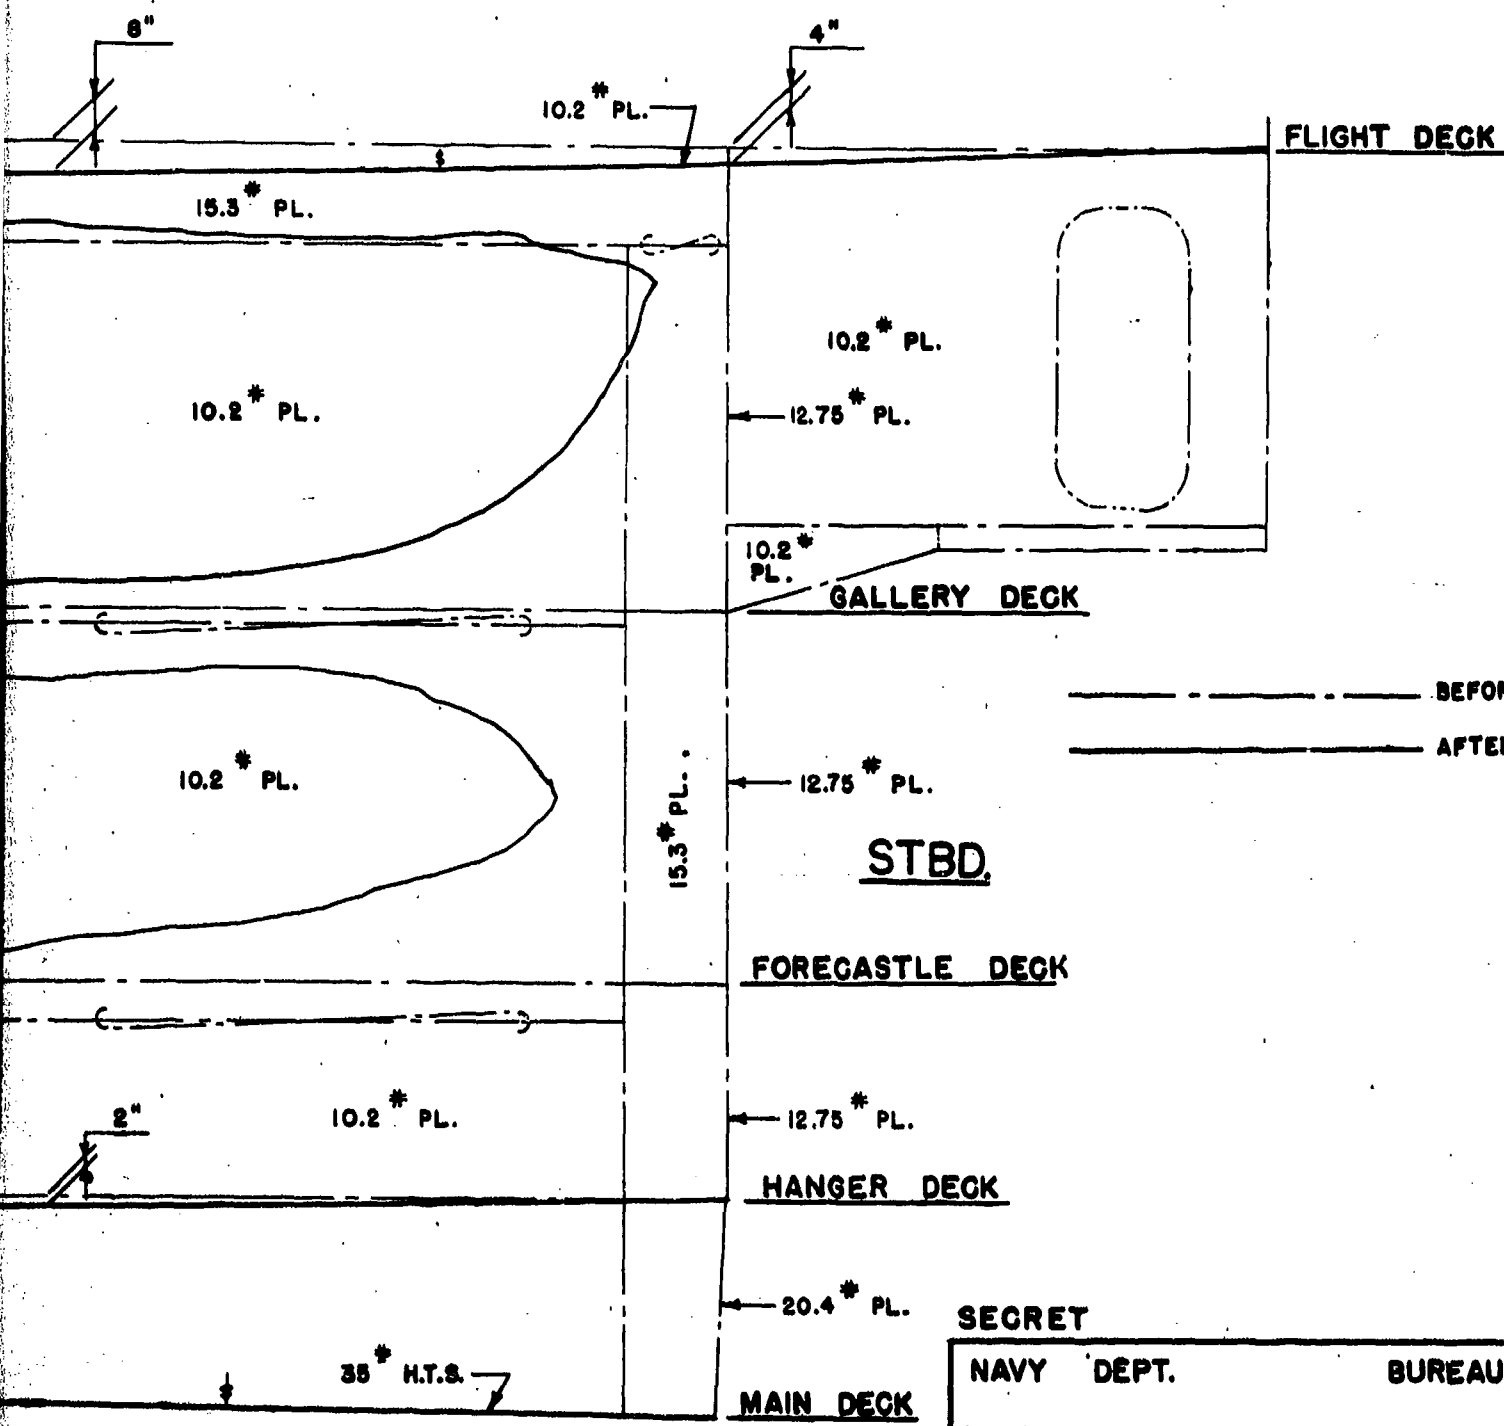 8"
4"
10.2 # PL.
FLIGHT DECK
15.3 # PL.
10.2 # PL.
10.2 # PL.
12.75 # PL.
10.2 #
PL.
GALLERY DECK
BEFOR
AFTER
10.2 # PL.
12.75 # PL.
15.3 # PL.
STBD.
FORECASTLE DECK
2"
10.2 # PL.
12.75 # PL.
HANGER DECK
20.4 # PL.
SECRET
35 # H.T.S.
NAVY DEPT. BUREAU
MAIN DECK